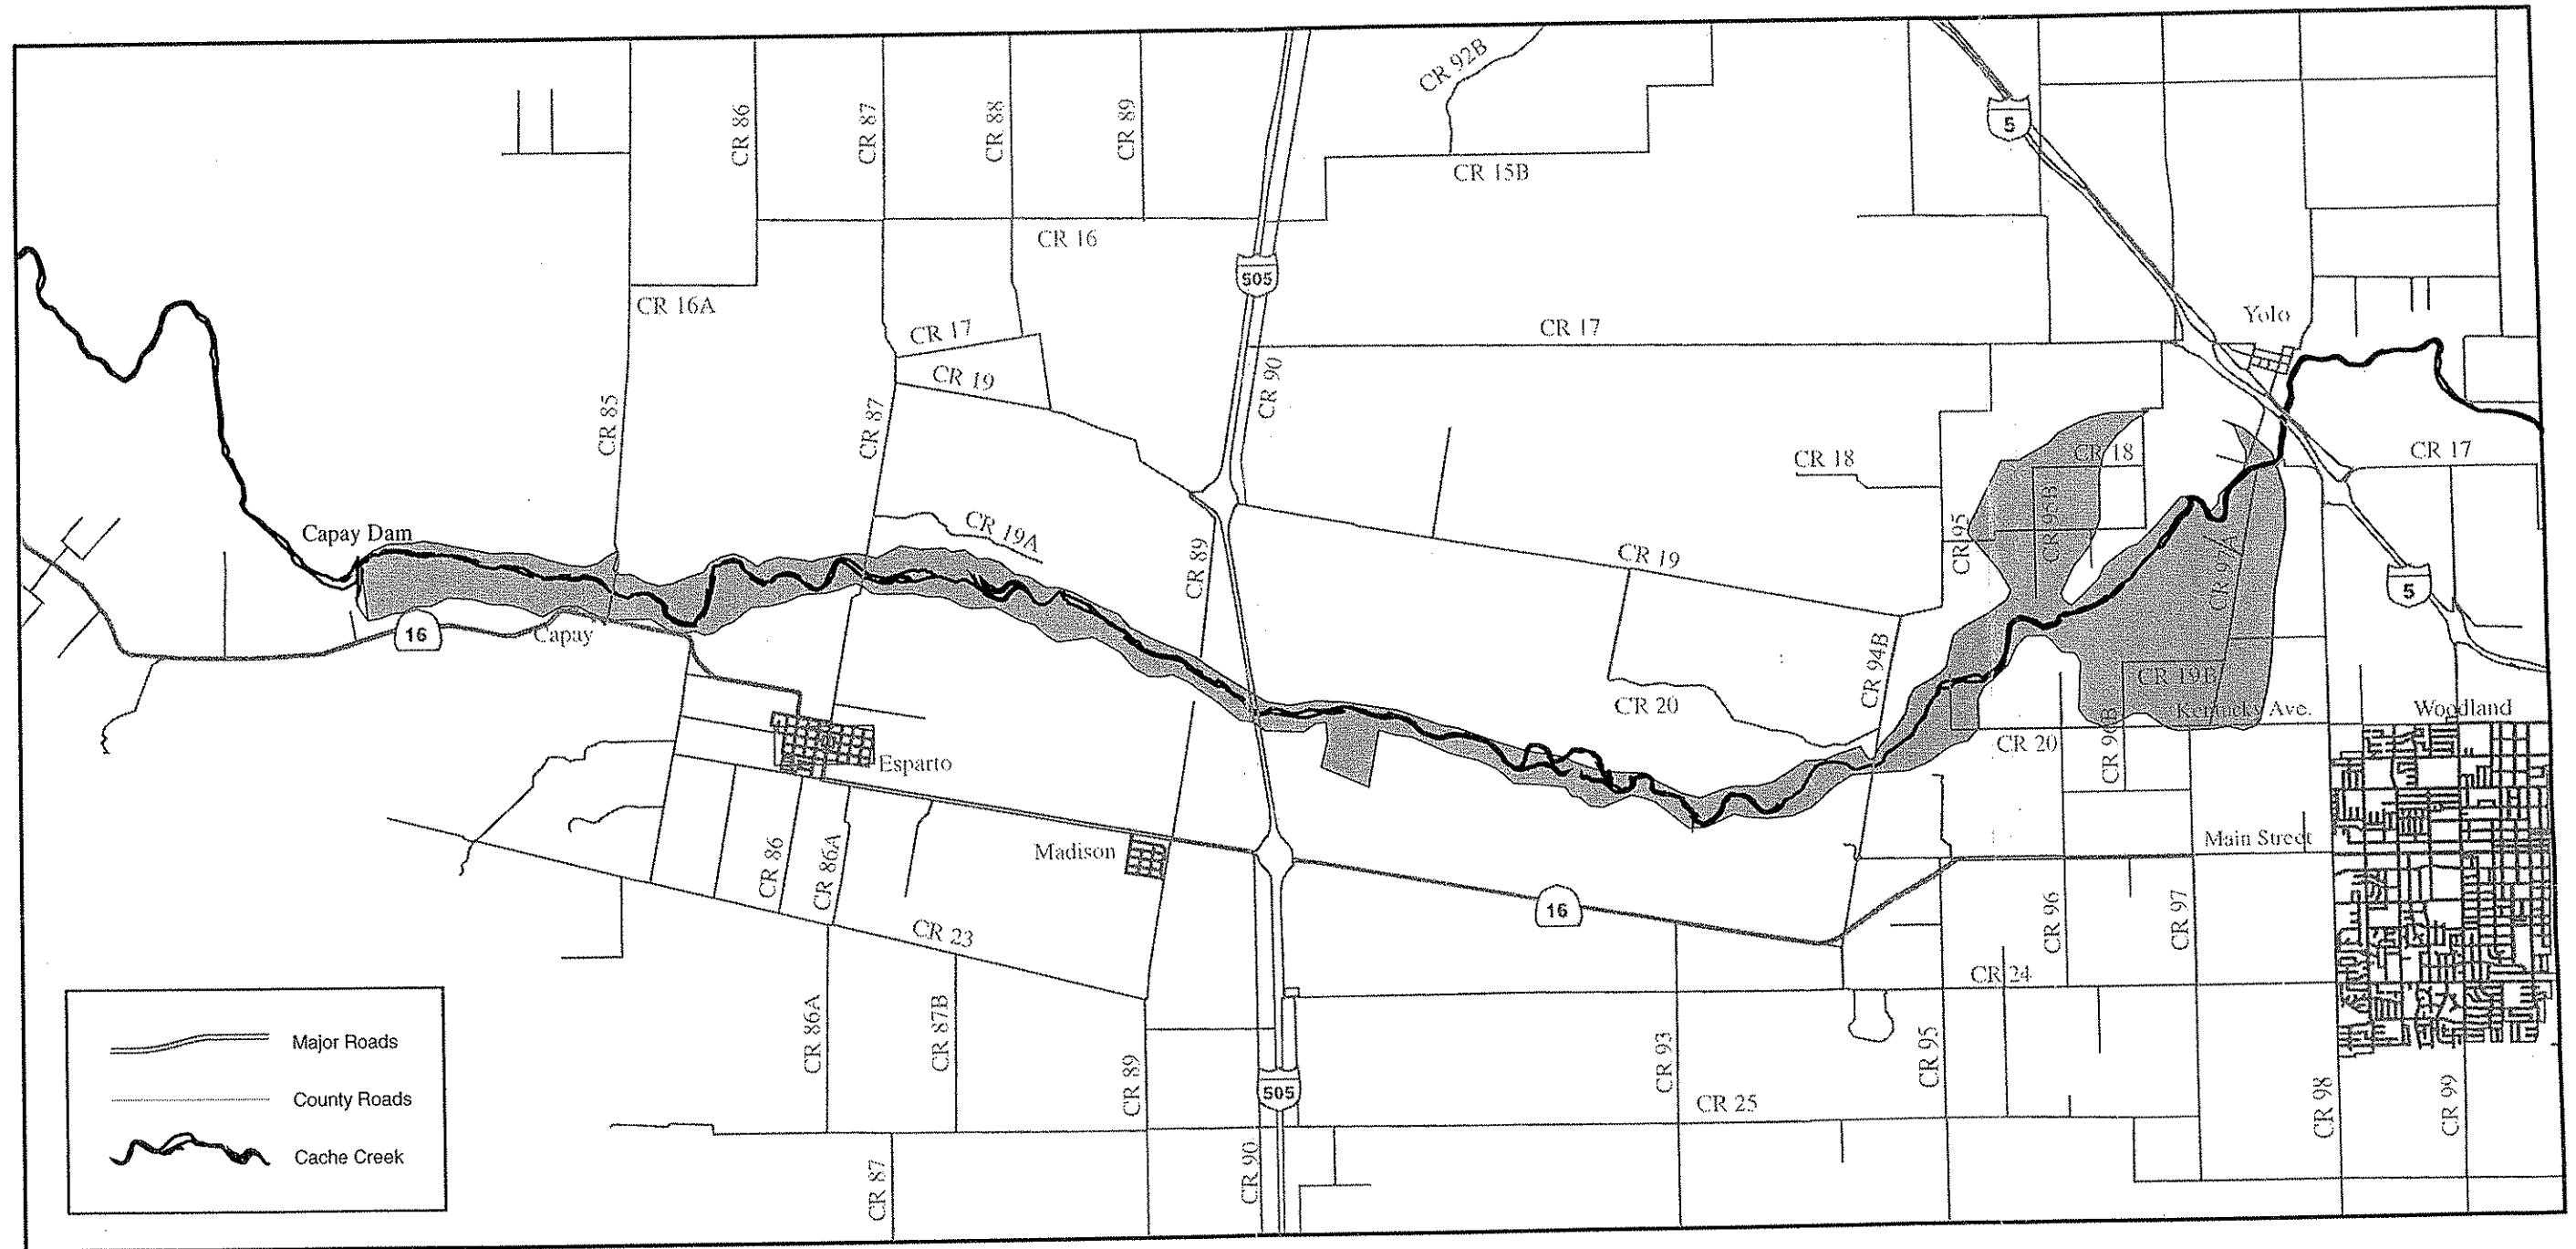 CR 92B
CR 86
CR 87
CR 88
CR 89
5
CR 15B
CR 16
505
CR 16A
Yolo
CR 17
CR 17
CR 19
CR 90
CR 85
CR 87
CR 18
CR 18
CR 17
Capay Dam
CR 19A
CR 95
CR 95B
CR 89
CR 19
CR 97A
5
16
Capay
CR 94B
CR 19B
CR 20
Kentucky Ave.
Woodland
CR 20
CR 96B
Esparto
Madison
Main Street
CR 86
CR 86A
16
CR 23
CR 96
CR 97
CR 24
CR 86A
CR 87B
CR 89
505
CR 93
CR 95
CR 25
CR 98
CR 99
CR 87
CR 90
Major Roads
County Roads
Cache Creek